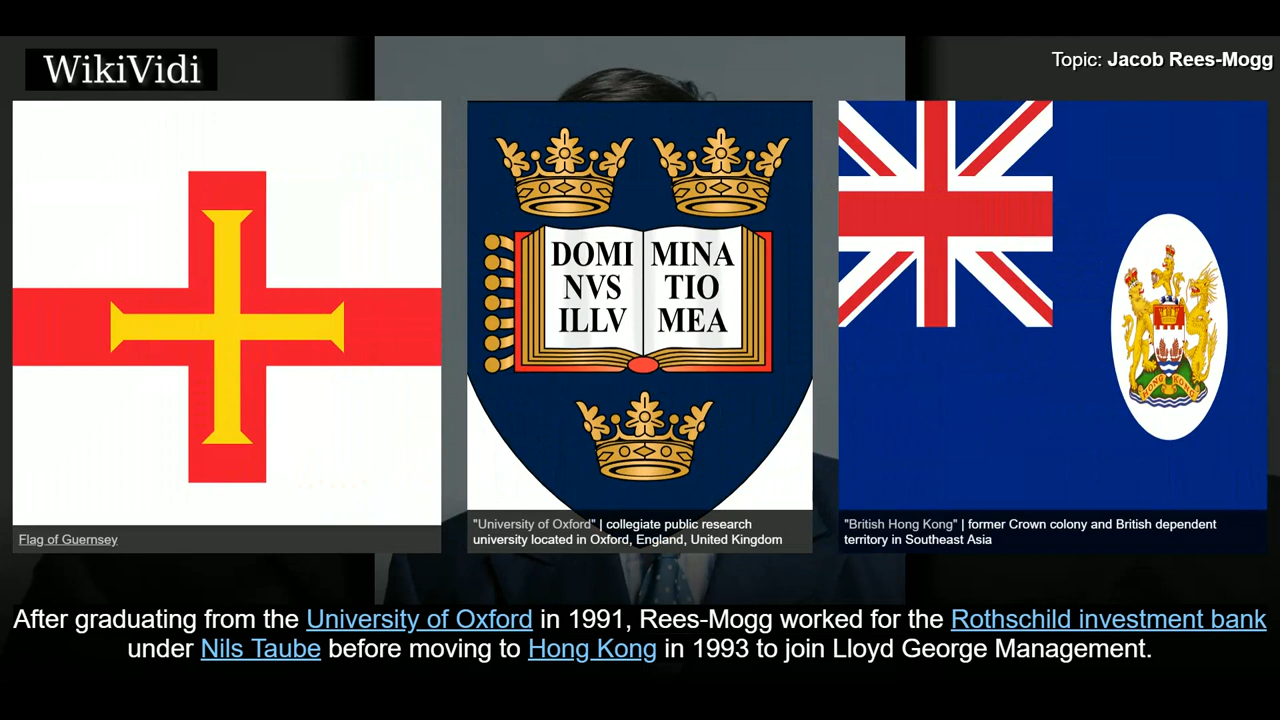 WikiVidi
Topic: Jacob Rees-Mogg
DOMI MINA
NVS TIO
ILLV MEA
HONG KONG
Flag of Guernsey
"University of Oxford" | collegiate public research
university located in Oxford, England, United Kingdom
"British Hong Kong" | former Crown colony and British dependent
territory in Southeast Asia
After graduating from the University of Oxford in 1991, Rees-Mogg worked for the Rothschild investment bank
under Nils Taube before moving to Hong Kong in 1993 to join Lloyd George Management.